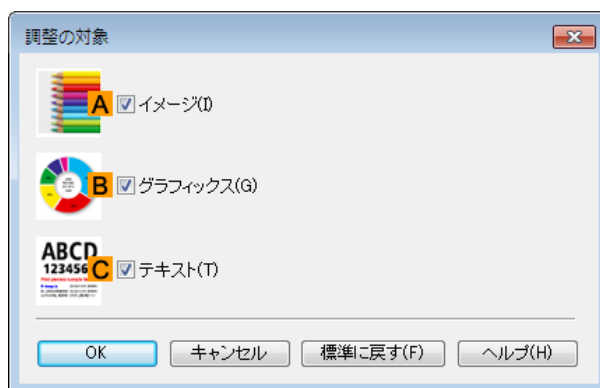 調整の対象
A イメージ(I)
B グラフィックス(G)
ABCD
123456
C テキスト(T)
OK キャンセル 標準に戻す(F) ヘルプ(H)